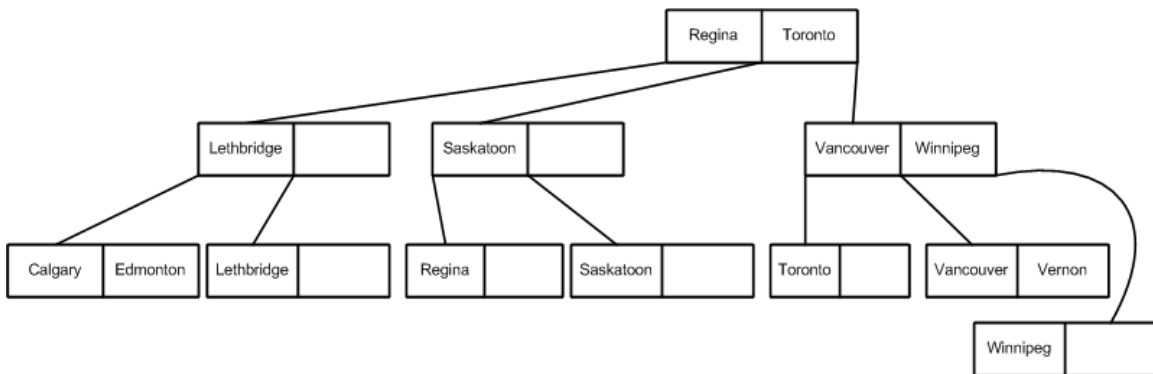 Regina Toronto
Lethbridge Saskatoon Vancouver Winnipeg
Calgary Edmonton Lethbridge Regina Saskatoon Toronto Vancouver Vernon
Winnipeg